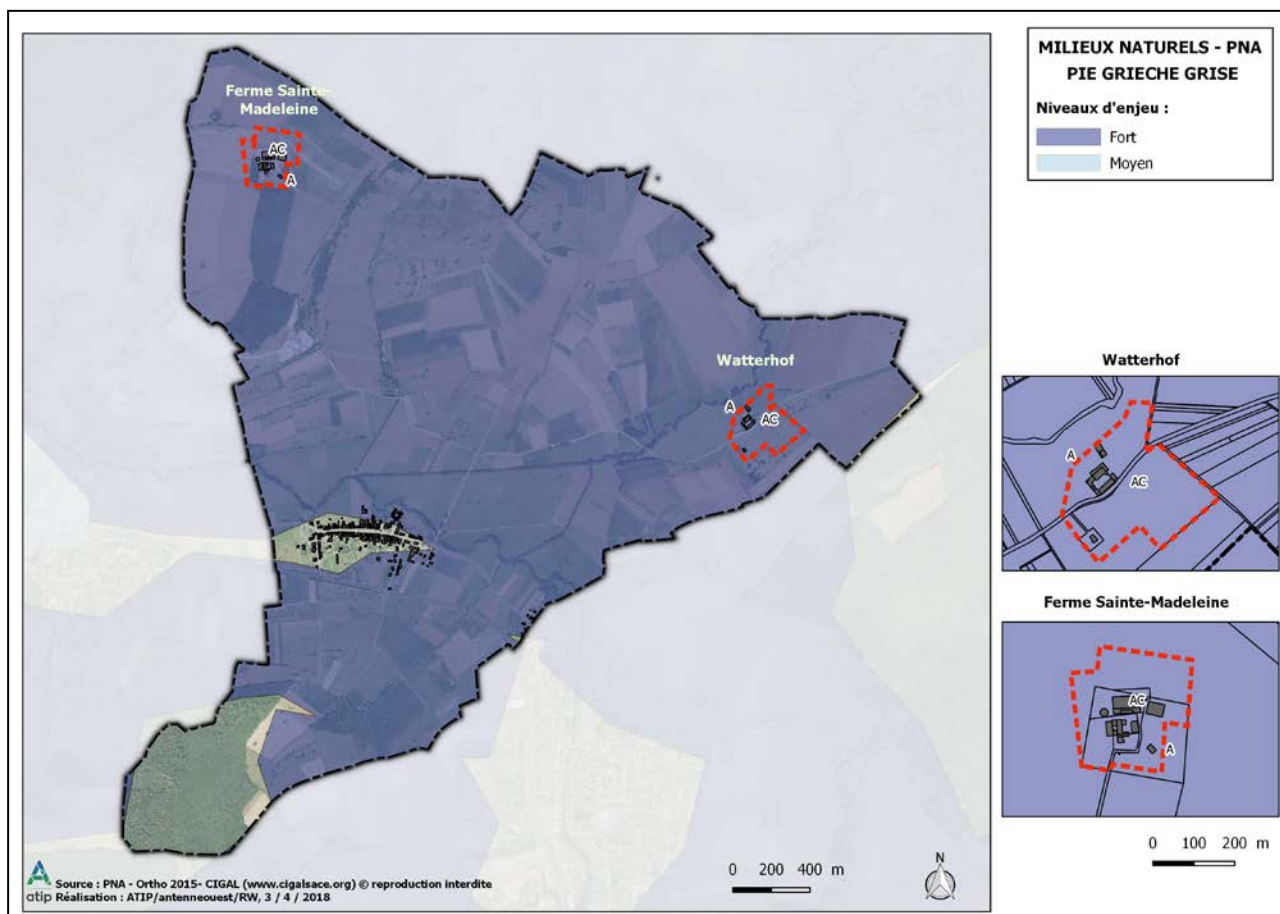 MILIEUX NATURELS - PNA
PIE GRIECHE GRISE
Niveaux d'enjeu :
Fort
Moyen
Ferme Sainte-
Madeleine
AC
A
Watterhof
A
AC
Watterhof
A
AC
Ferme Sainte-Madeleine
AC
A
0 100 200 m
0 200 400 m
N
atip
Source : PNA - Ortho 2015- CIGAL (www.cigalsace.org) © reproduction interdite
Réalisation : ATIP/antenneouest/RW, 3 / 4 / 2018